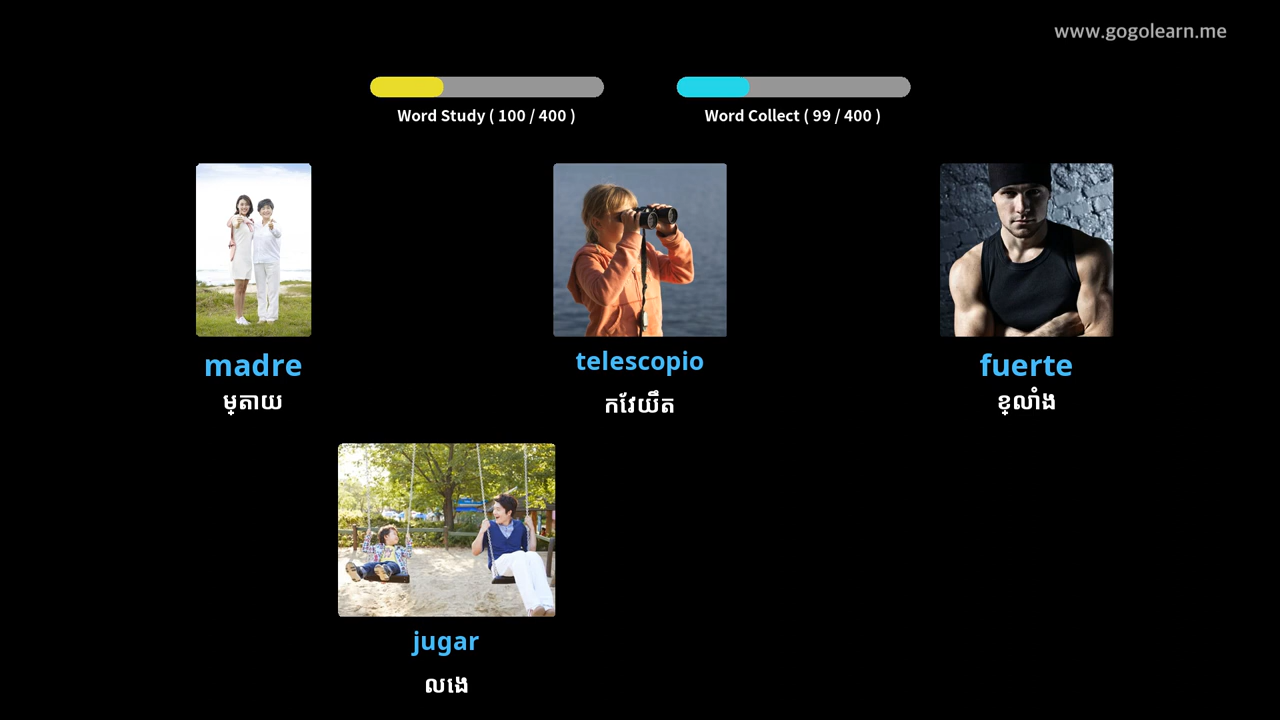 www.gogolearn.me
Word Study ( 100 / 400 )
Word Collect ( 99 / 400 )
madre
ម្តាយ
telescopio
កែវយឹត
fuerte
ខ្លាំង
jugar
លេង